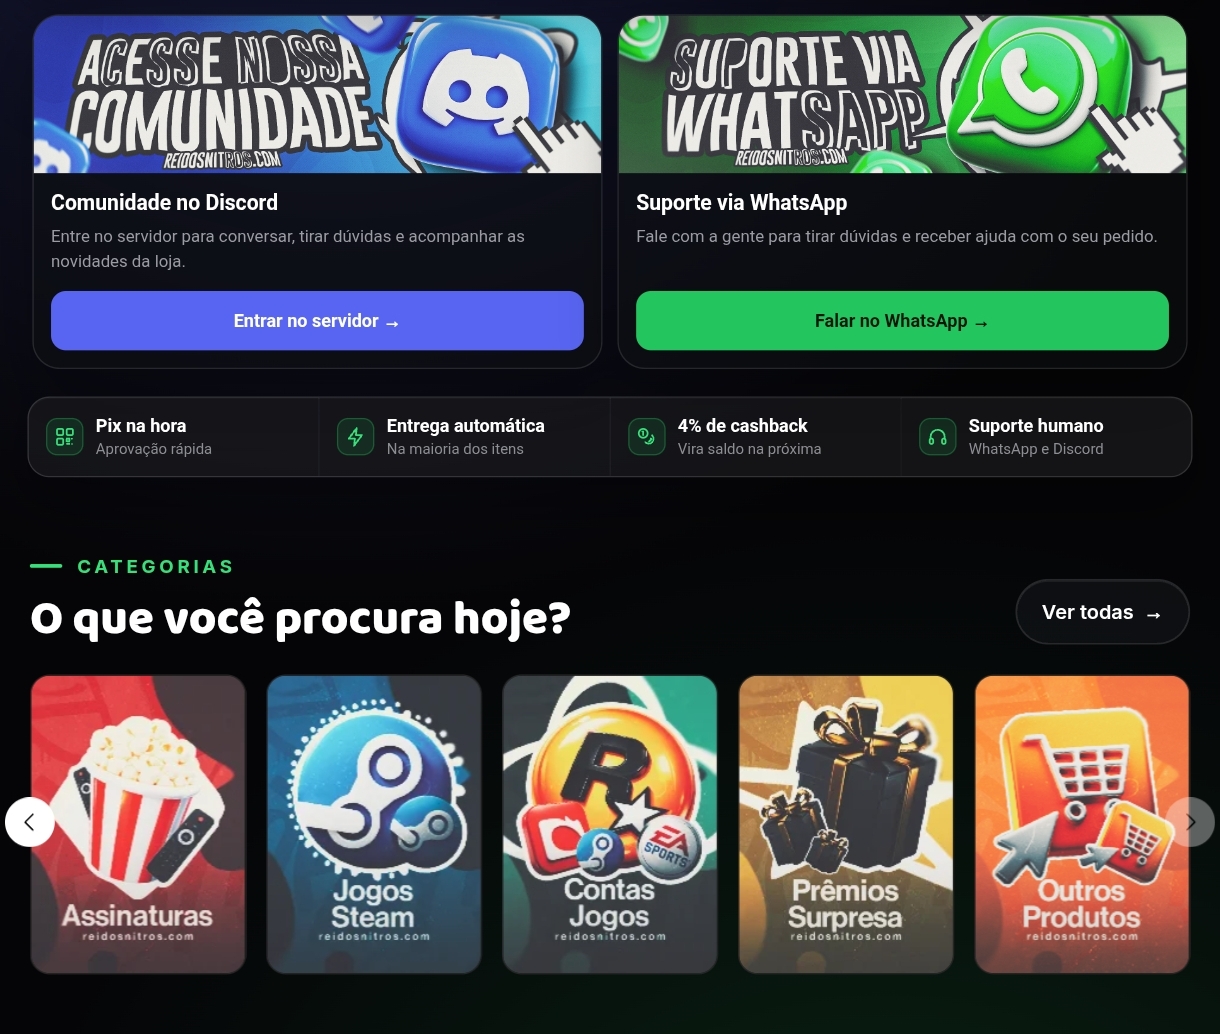 ACESSE NOSSA
COMUNIDADE
REIDOSNITROS.COM
SUPORTE VIA
WHATSAPP
REIDOSNITROS.COM
Comunidade no Discord
Entre no servidor para conversar, tirar dúvidas e acompanhar as
novidades da loja.
Entrar no servidor →
Suporte via WhatsApp
Fale com a gente para tirar dúvidas e receber ajuda com o seu pedido.
Falar no WhatsApp →
Pix na hora
Aprovação rápida
Entrega automática
Na maioria dos itens
4% de cashback
Vira saldo na próxima
Suporte humano
WhatsApp e Discord
CATEGORIAS
O que você procura hoje?
Ver todas →
Assinaturas
reidosnitros.com
Jogos
Steam
reidosnitros.com
R
EA
SPORTS
Contas
Jogos
reidosnitros.com
Prêmios
Surpresa
reidosnitros.com
Outros
Produtos
reidosnitros.com